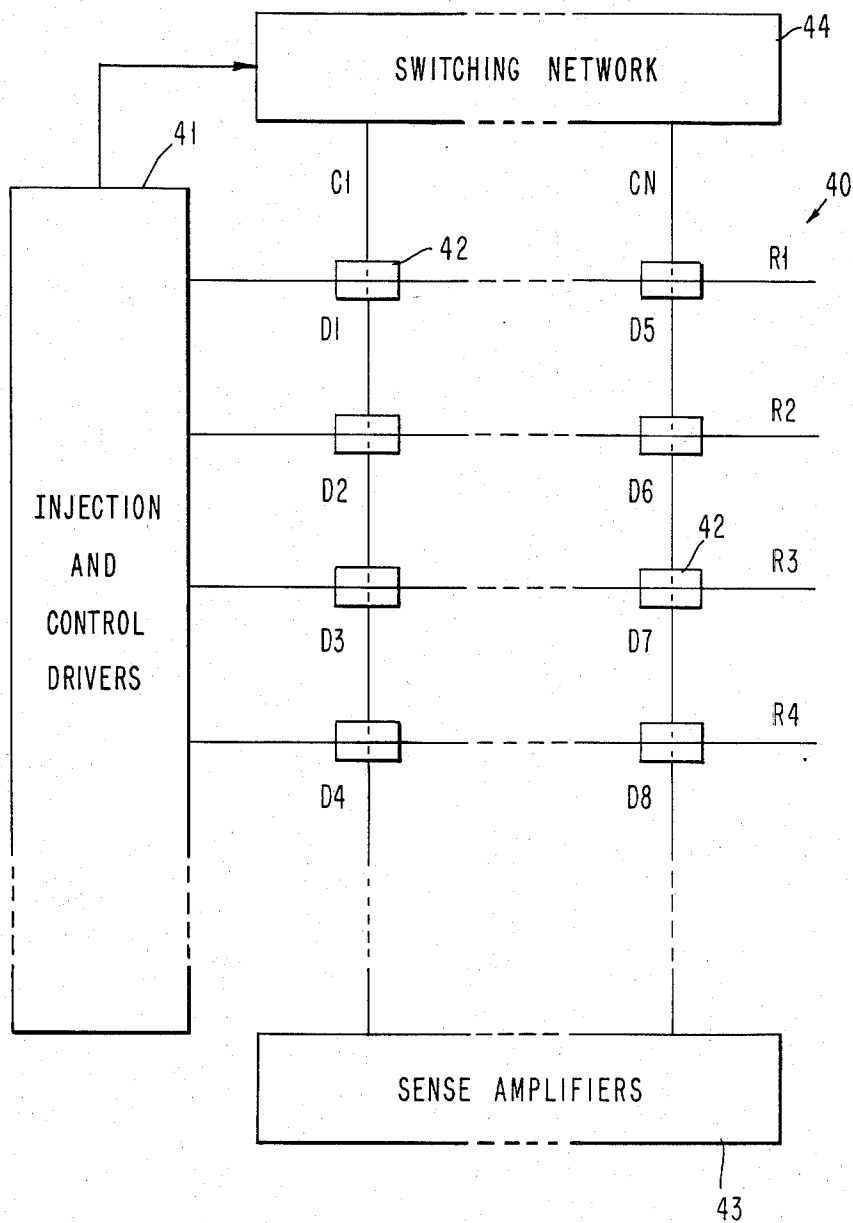 44
SWITCHING NETWORK
41
C1
CN
40
42
R1
D1
D5
R2
D2
D6
INJECTION
AND
CONTROL
DRIVERS
42
R3
D3
D7
R4
D4
D8
SENSE AMPLIFIERS
43